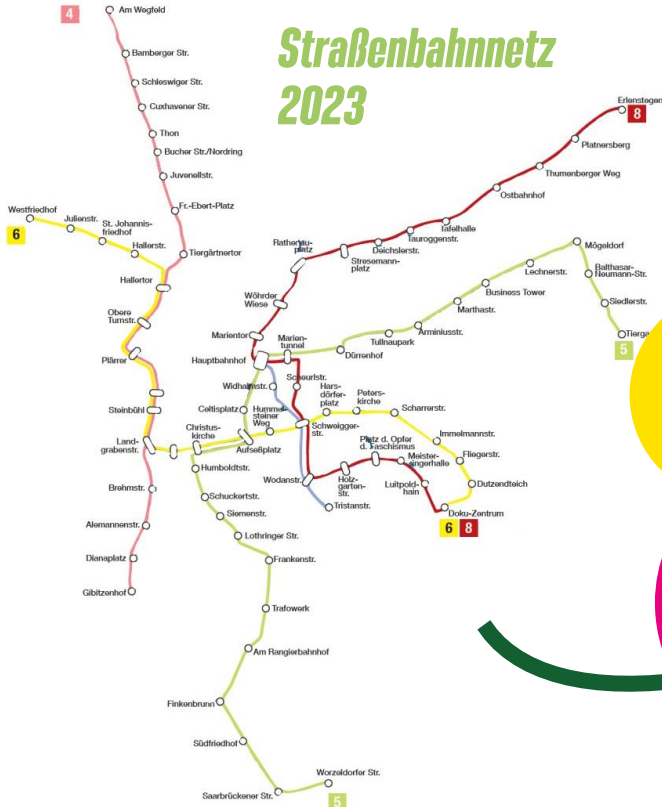 Straßenbahnnetz
2023
4
Am Wegfeld
Bamberger Str.
Schleswiger Str.
Cuxhavener Str.
Thon
Bucher Str./Nordring
Juvenellstr.
Fr.-Ebert-Platz
Tiergärtnertor
Westfriedhof
6
Julienstr.
St. Johannis-
friedhof
Hallerstr.
Hallertor
Obere
Turnstr.
Plärrer
Steinbühl
Land-
grabenstr.
Brehmstr.
Alemannenstr.
Dianaplatz
Gibitzenhof
Erlenstegen
8
Platnersberg
Thumenberger Weg
Ostbahnhof
Tafelhalle
Tauroggenstr.
Deichslerstr.
Stresemann-
platz
Rathenau-
platz
Wöhrder
Wiese
Marientor
Hauptbahnhof
Marien-
tunnel
Dürrenhof
Tullnaupark
Arminiusstr.
Marthastr.
Business Tower
Lechnerstr.
Mögeldorf
Balthasar-
Neumann-Str.
Siedlerstr.
Tierga
5
Widhalmstr.
Scheurlstr.
Celtisplatz
Humme-
steiner
Weg
Hars-
dörfer-
platz
Peters-
kirche
Scharrerstr.
Immelmannstr.
Fliegerstr.
Dutzendteich
Doku-Zentrum
6
8
Christus-
kirche
Aufseßplatz
Schweigger-
str.
Platz d. Opfer
d. Faschismus
Meister-
singerhalle
Luitpold-
hain
Holz-
garten-
str.
Wodanstr.
Tristanstr.
Humboldtstr.
Schuckertstr.
Siemenstr.
Lothringer Str.
Frankenstr.
Trafowerk
Am Rangierbahnhof
Finkenbrunn
Südfriedhof
Saarbrückener Str.
Worzeldorfer Str.
5